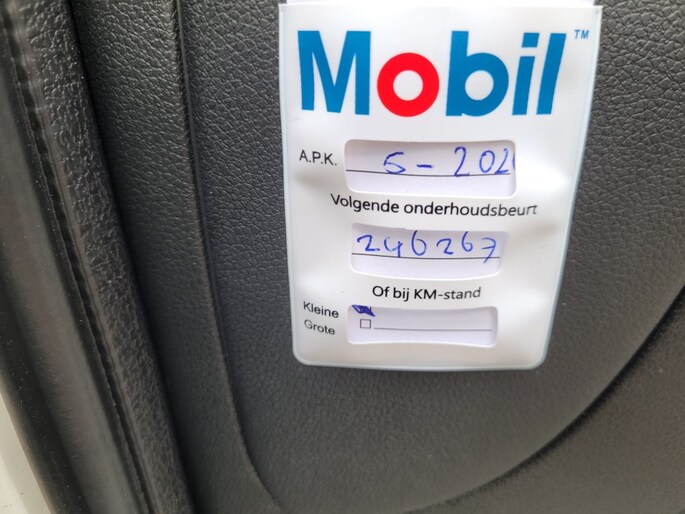 Mobil™
A.P.K.
5-202
Volgende onderhoudsbeurt
246267
Of bij KM-stand
Kleine
Grote